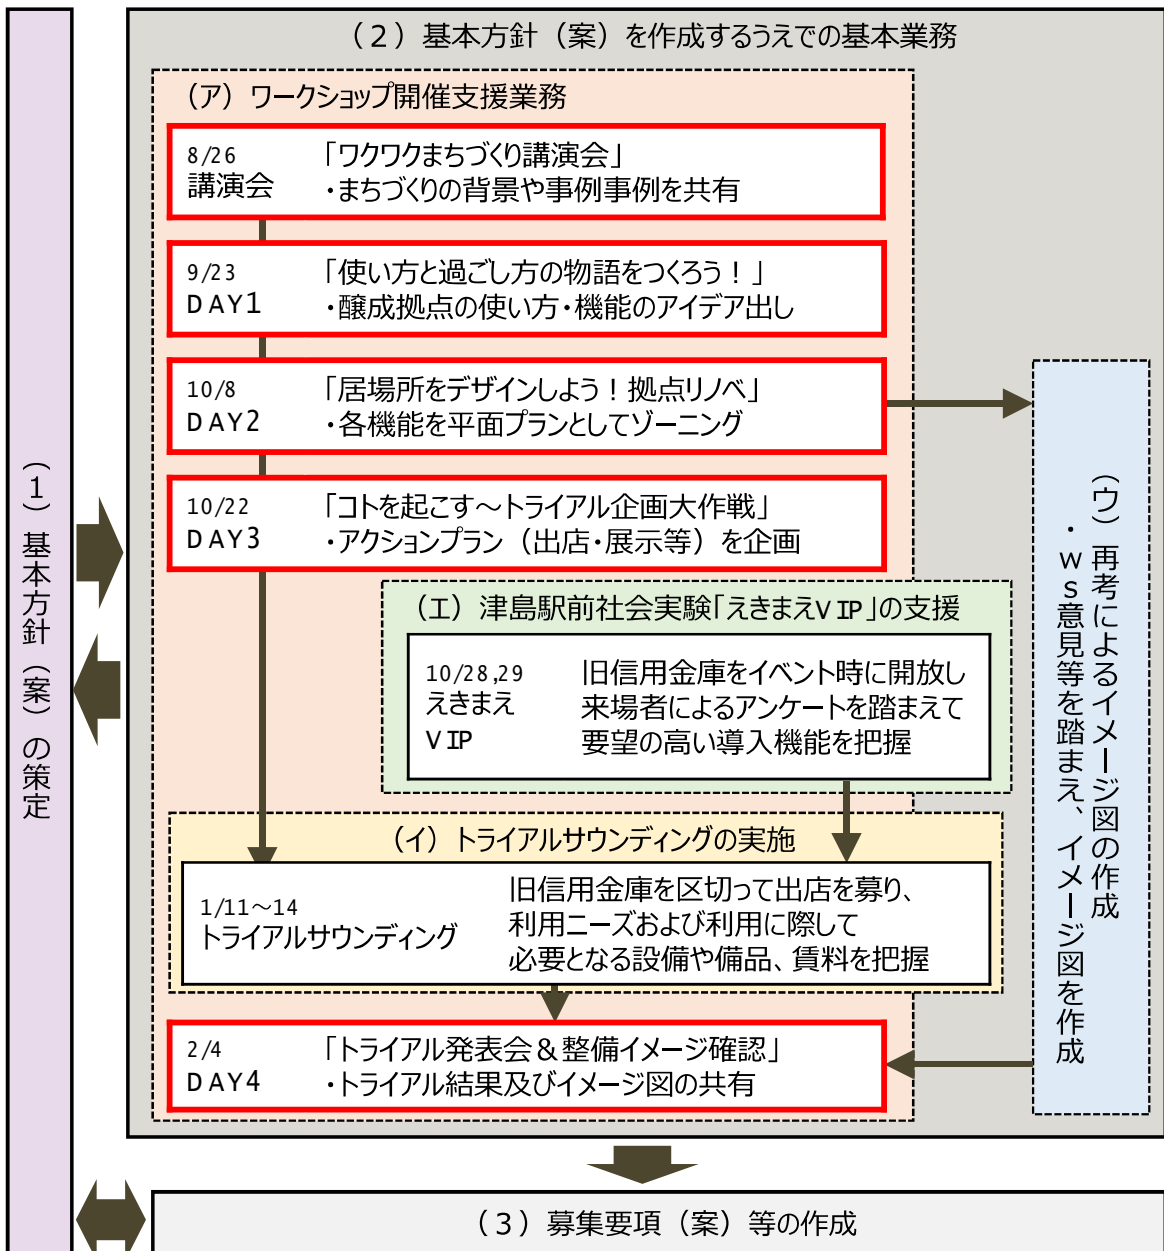 （１）基本方針（案）の策定
（２）基本方針（案）を作成するうえでの基本業務
（ア）ワークショップ開催支援業務
8/26
講演会
「ワクワクまちづくり講演会」
・まちづくりの背景や事例事例を共有
9/23
DAY1
「使い方と過ごし方の物語をつくろう！」
・醸成拠点の使い方・機能のアイデア出し
10/8
DAY2
「居場所をデザインしよう！拠点リノベ」
・各機能を平面プランとしてゾーニング
10/22
DAY3
「コトを起こす～トライアル企画大作戦」
・アクションプラン（出店・展示等）を企画
（エ）津島駅前社会実験「えきまえVIP」の支援
10/28,29
えきまえ
VIP
旧信用金庫をイベント時に開放し
来場者によるアンケートを踏まえて
要望の高い導入機能を把握
（イ）トライアルサウンディングの実施
1/11～14
トライアルサウンディング
旧信用金庫を区切って出店を募り、
利用ニーズおよび利用に際して
必要となる設備や備品、賃料を把握
2/4
DAY4
「トライアル発表会＆整備イメージ確認」
・トライアル結果及びイメージ図の共有
（ウ）再考によるイメージ図の作成
・ｗｓ意見等を踏まえ、イメージ図を作成
（３）募集要項（案）等の作成